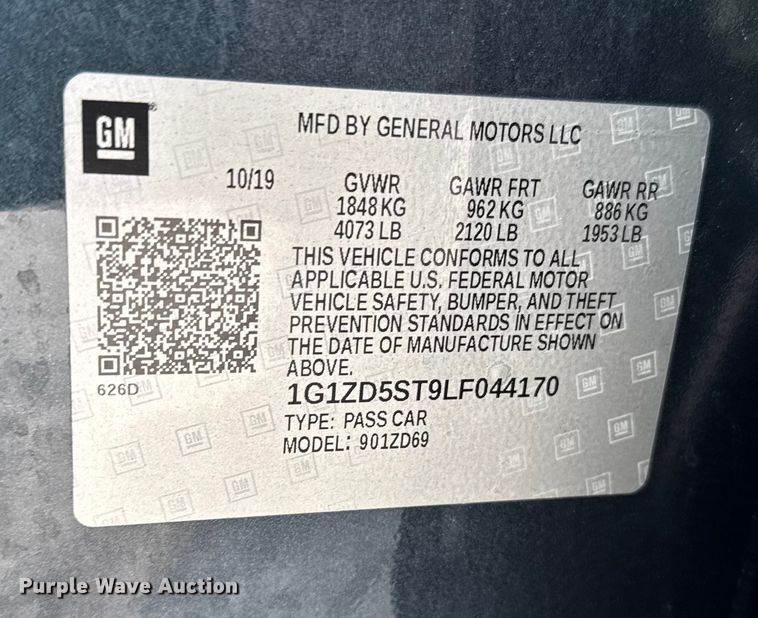 GM
MFD BY GENERAL MOTORS LLC
10/19 GVWR GAWR FRT GAWR RR
1848 KG 962 KG 886 KG
4073 LB 2120 LB 1953 LB
THIS VEHICLE CONFORMS TO ALL
APPLICABLE U.S. FEDERAL MOTOR
VEHICLE SAFETY, BUMPER, AND THEFT
PREVENTION STANDARDS IN EFFECT ON
THE DATE OF MANUFACTURE SHOWN
ABOVE.
626D
1G1ZD5ST9LF044170
TYPE: PASS CAR
MODEL: 901ZD69
Purple Wave Auction